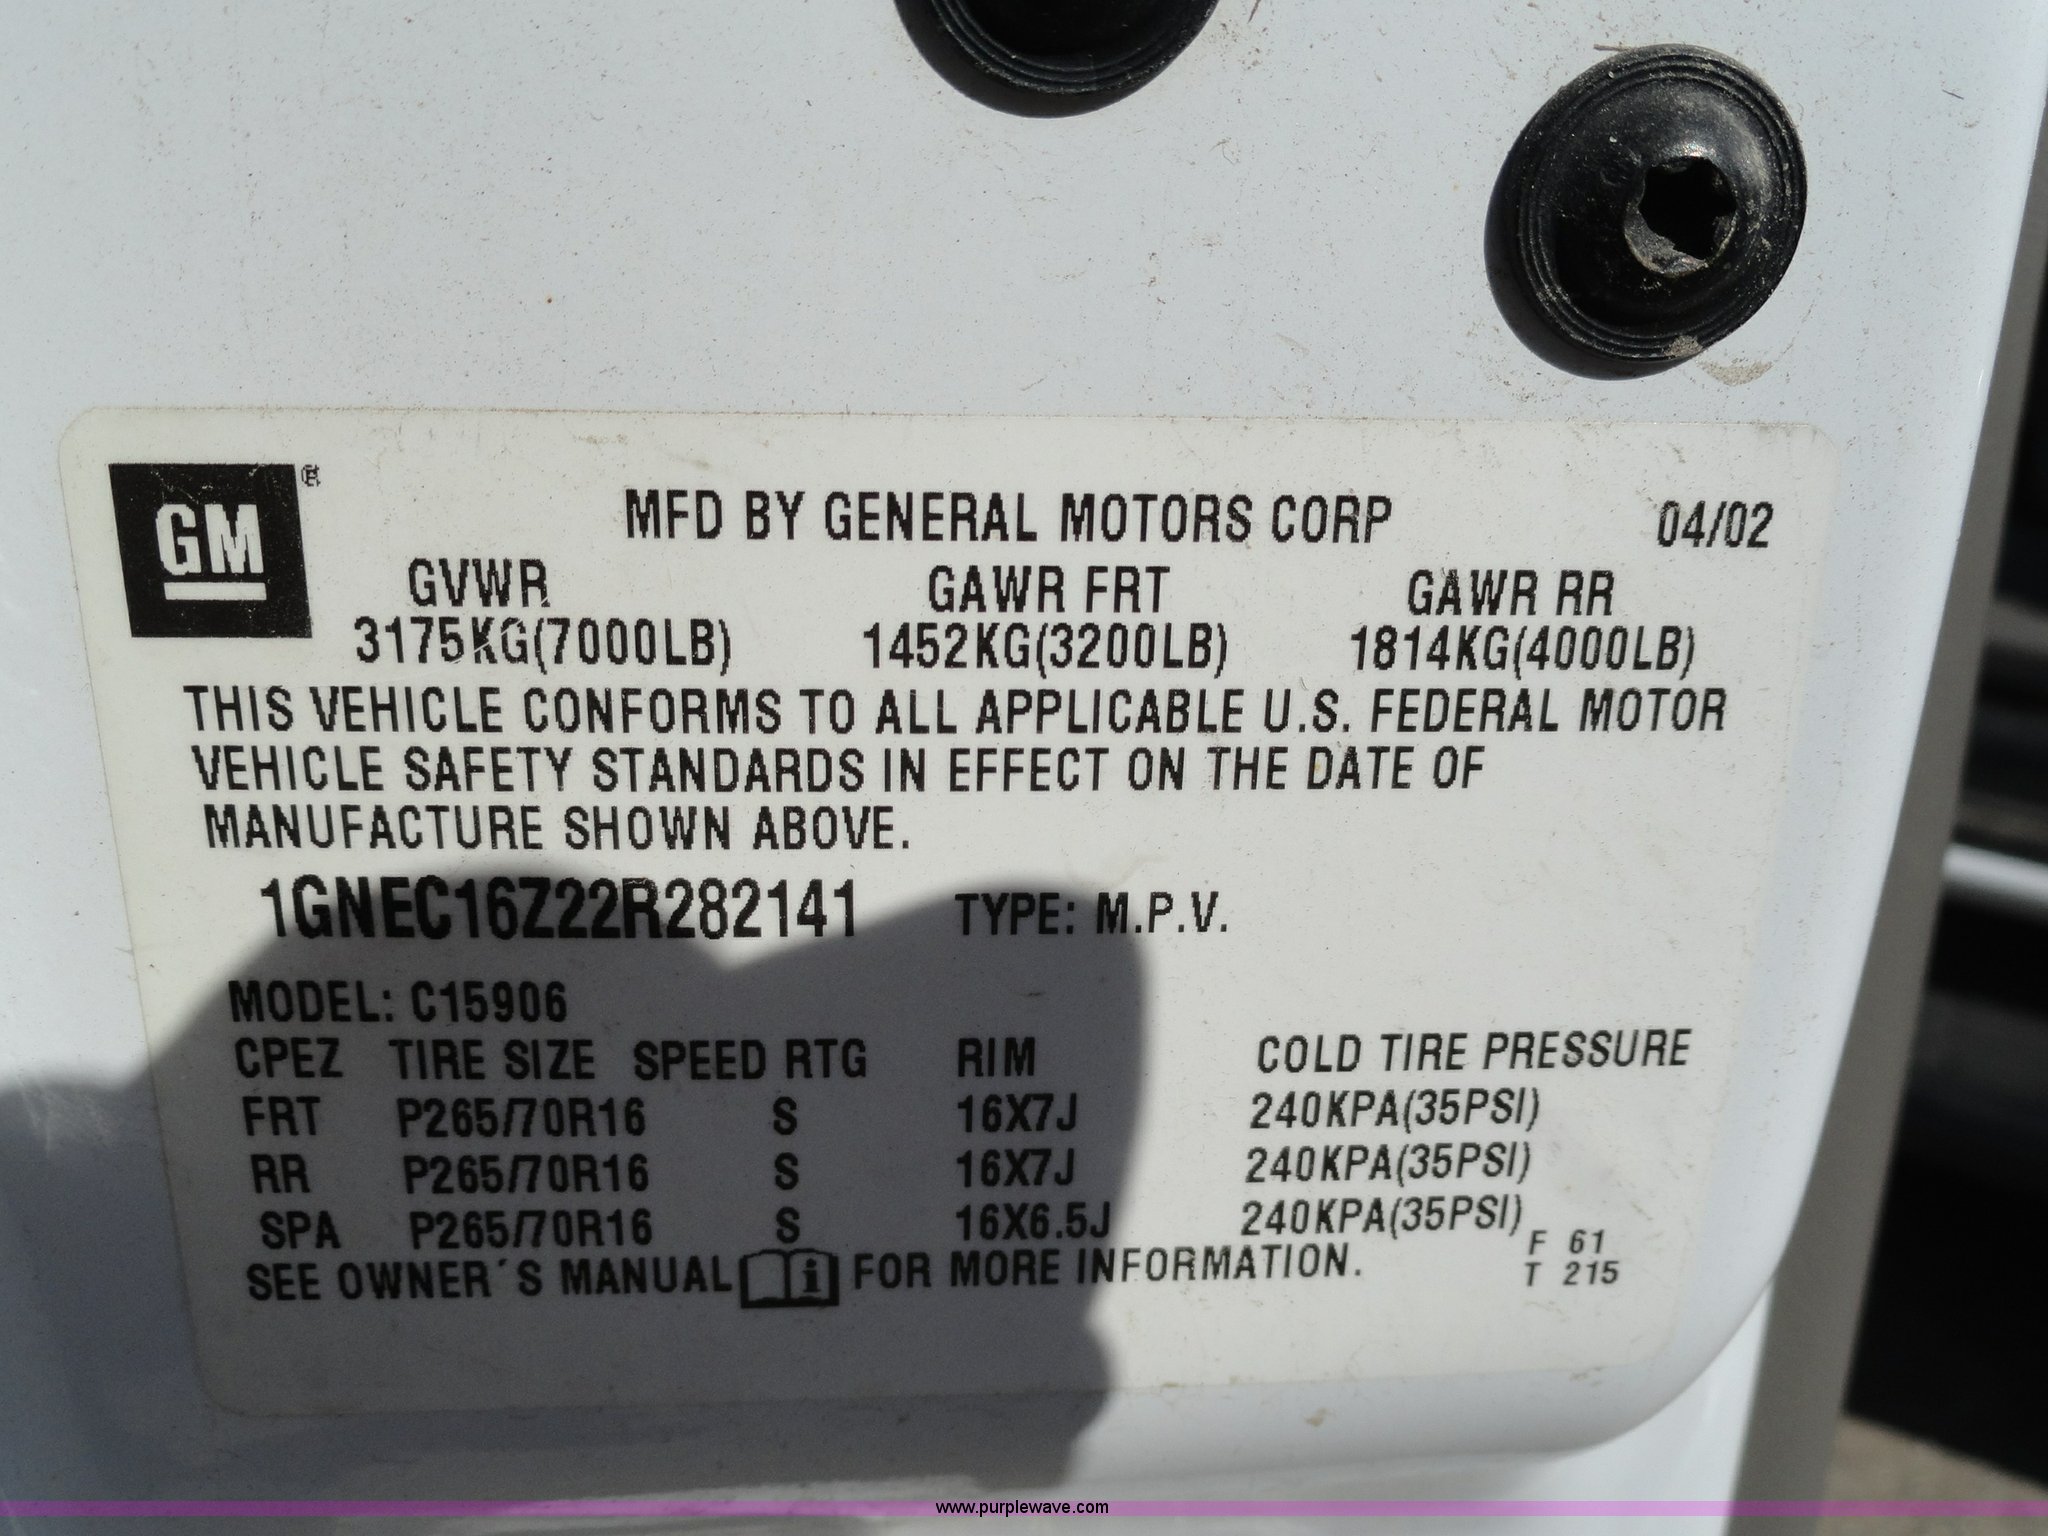 GM ®
MFD BY GENERAL MOTORS CORP 04/02
GVWR GAWR FRT GAWR RR
3175KG(7000LB) 1452KG(3200LB) 1814KG(4000LB)
THIS VEHICLE CONFORMS TO ALL APPLICABLE U.S. FEDERAL MOTOR
VEHICLE SAFETY STANDARDS IN EFFECT ON THE DATE OF
MANUFACTURE SHOWN ABOVE.
1GNEC16Z22R282141 TYPE: M.P.V.
MODEL: C15906
CPEZ TIRE SIZE SPEED RTG RIM COLD TIRE PRESSURE
FRT P265/70R16 S 16X7J 240KPA(35PSI)
RR P265/70R16 S 16X7J 240KPA(35PSI)
SPA P265/70R16 S 16X6.5J 240KPA(35PSI)
SEE OWNER´S MANUAL i FOR MORE INFORMATION.
F 61
T 215
www.purplewave.com